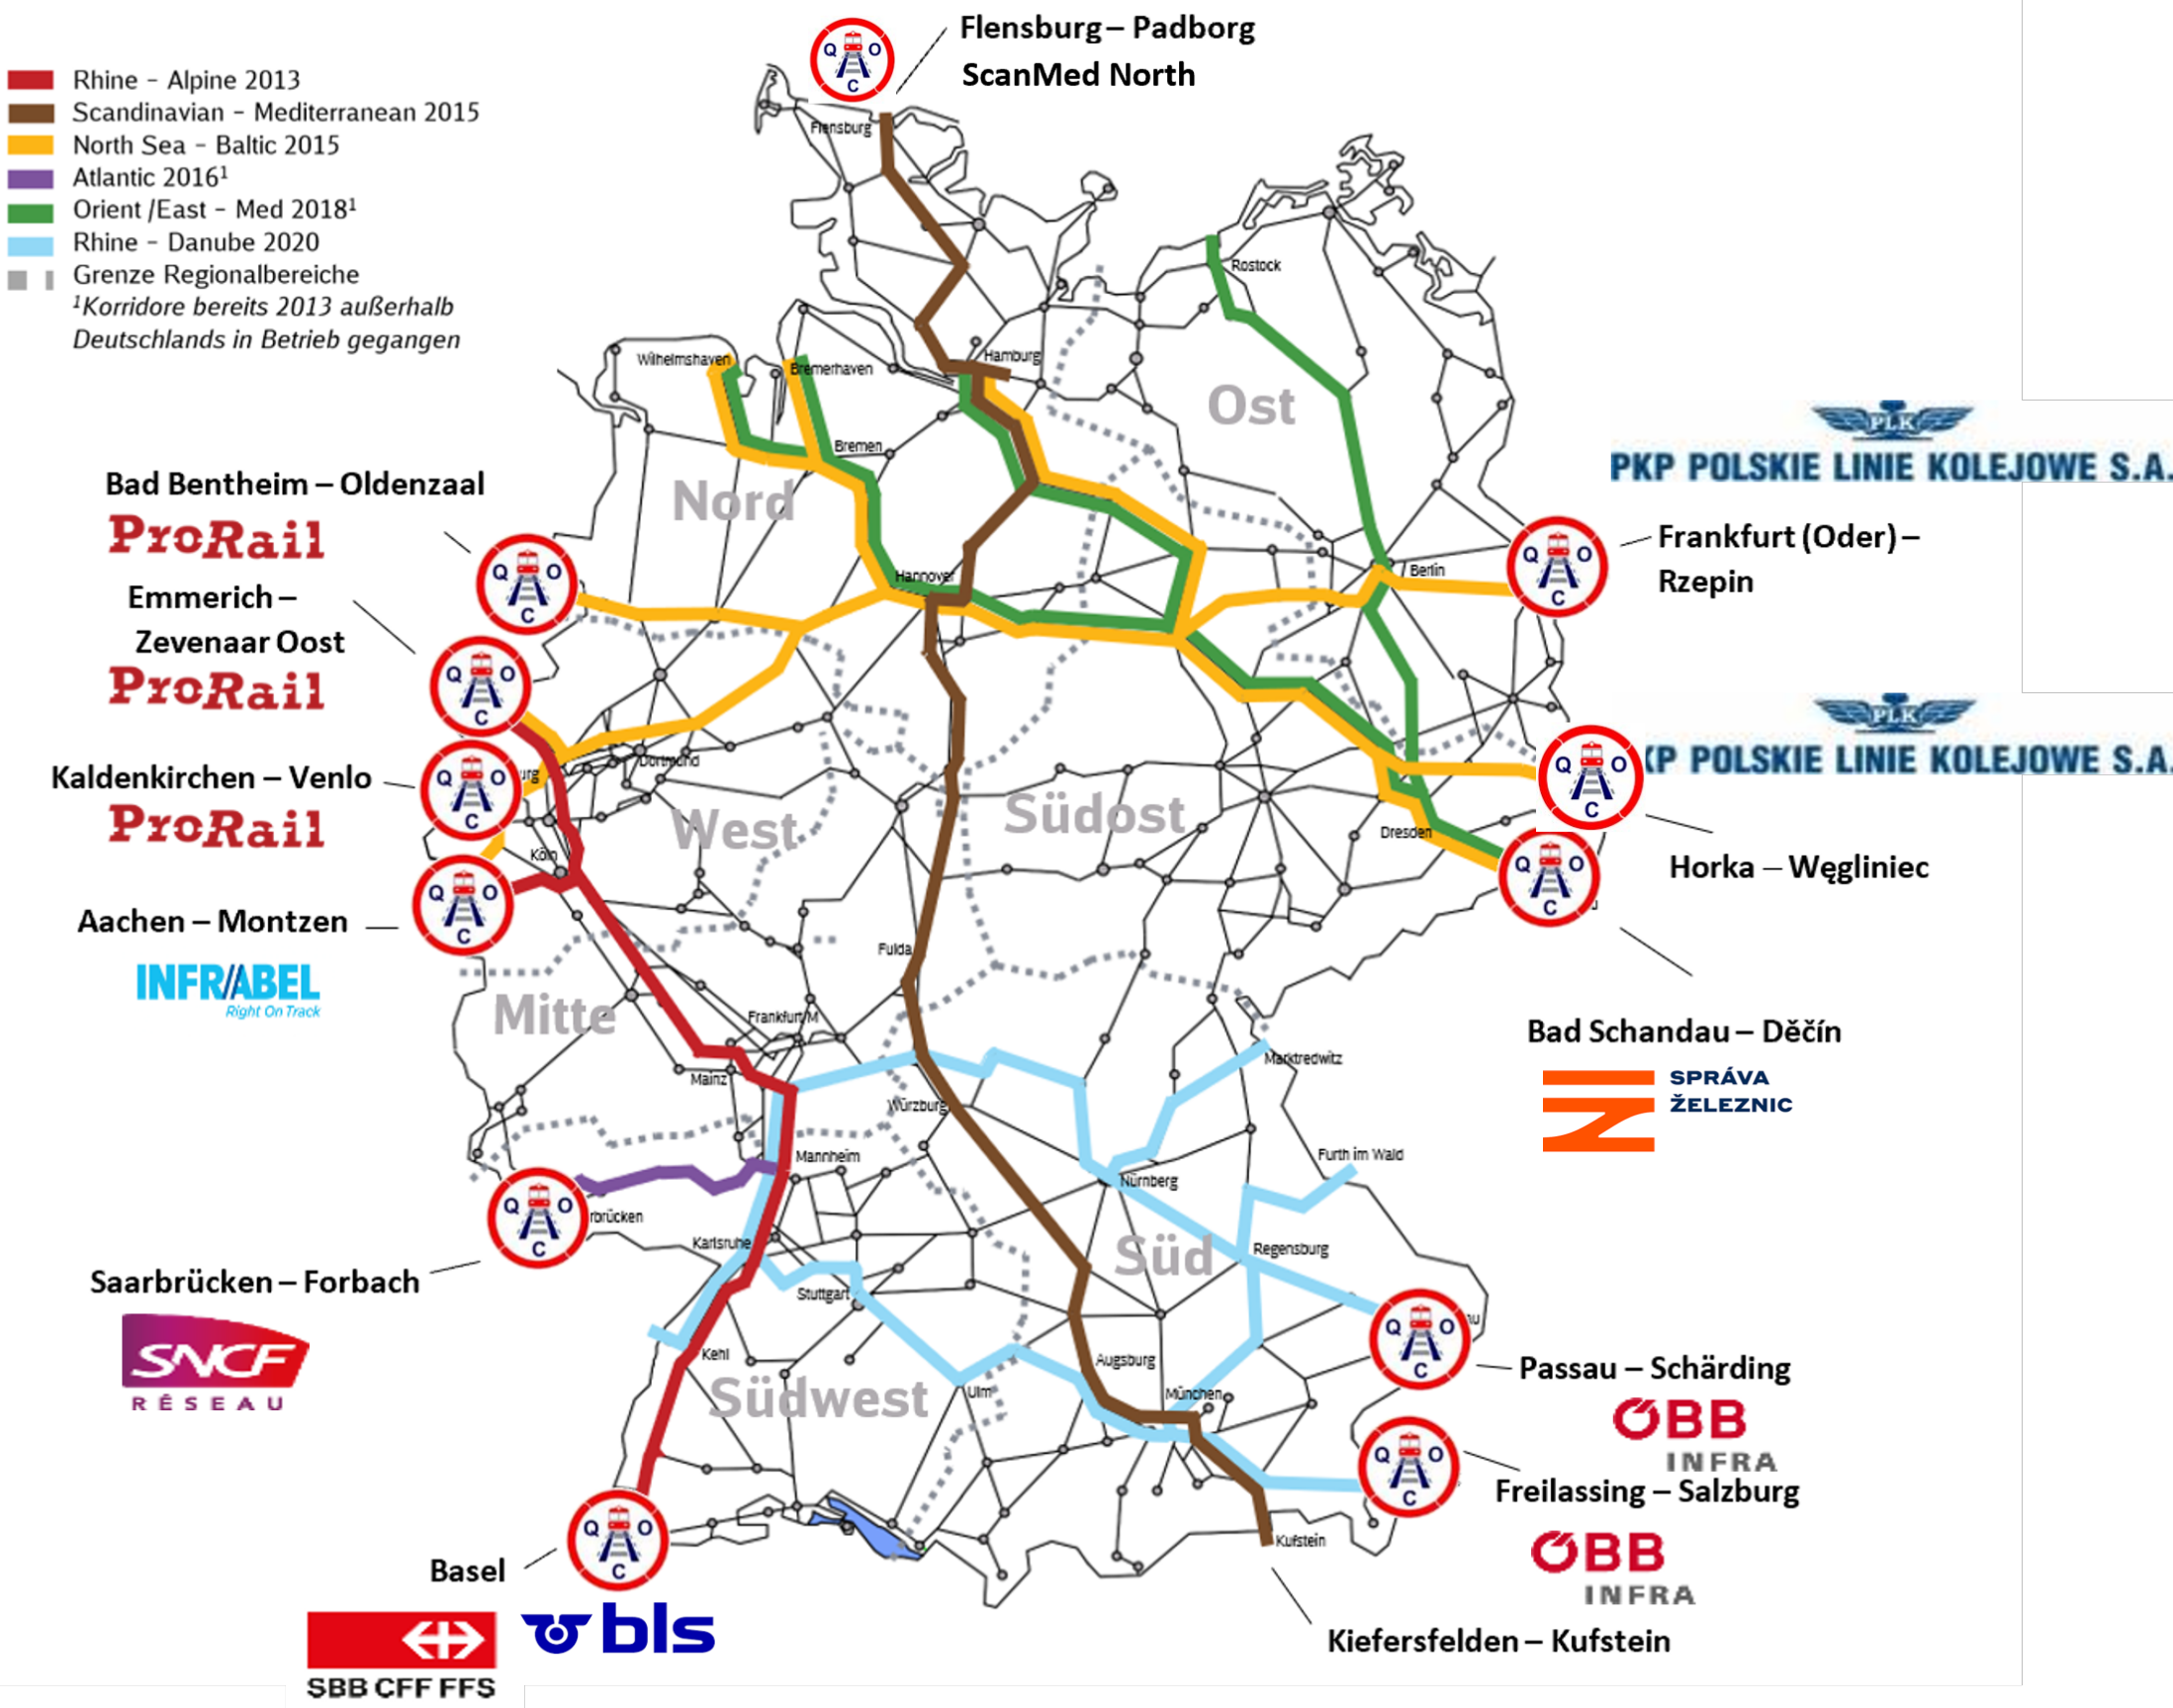 Flensburg – Padborg
ScanMed North
Rhine – Alpine 2013
Scandinavian – Mediterranean 2015
North Sea – Baltic 2015
Atlantic 2016¹
Orient /East – Med 2018¹
Rhine – Danube 2020
Grenze Regionalbereiche
¹Korridore bereits 2013 außerhalb
Deutschlands in Betrieb gegangen
Q O
C
Flensburg
Rostock
Hamburg
Wilhelmshaven
Bremerhaven
Ost
Bremen
Nord
PLK
PKP POLSKIE LINIE KOLEJOWE S.A.
Bad Bentheim – Oldenzaal
ProRail
Q O
C
Frankfurt (Oder) –
Rzepin
Q O
C
Hannover
Berlin
Emmerich –
Zevenaar Oost
ProRail
Q O
C
PLK
KP POLSKIE LINIE KOLEJOWE S.A.
Kaldenkirchen – Venlo
ProRail
Q O
C
urg
Dortmund
Q O
C
West
Südost
Dresden
Köln
Horka – Węgliniec
Q O
C
Aachen – Montzen
INFRABEL
Right On Track
Q O
C
Fulda
Mitte
Frankfurt/M
Bad Schandau – Děčín
SPRÁVA
ŽELEZNIC
Marktredwitz
Mainz
Würzburg
Mannheim
Furth im Wald
Nürnberg
Q O
C
rbrücken
Karlsruhe
Süd
Regensburg
Saarbrücken – Forbach
SNCF
RÉSEAU
Stuttgart
Q O
C
au
Kehl
Augsburg
Passau – Schärding
ÖBB
INFRA
Südwest
Ulm
München
Q O
C
Freilassing – Salzburg
ÖBB
INFRA
Q O
C
Kufstein
Basel
SBB CFF FFS
bls
Kiefersfelden – Kufstein